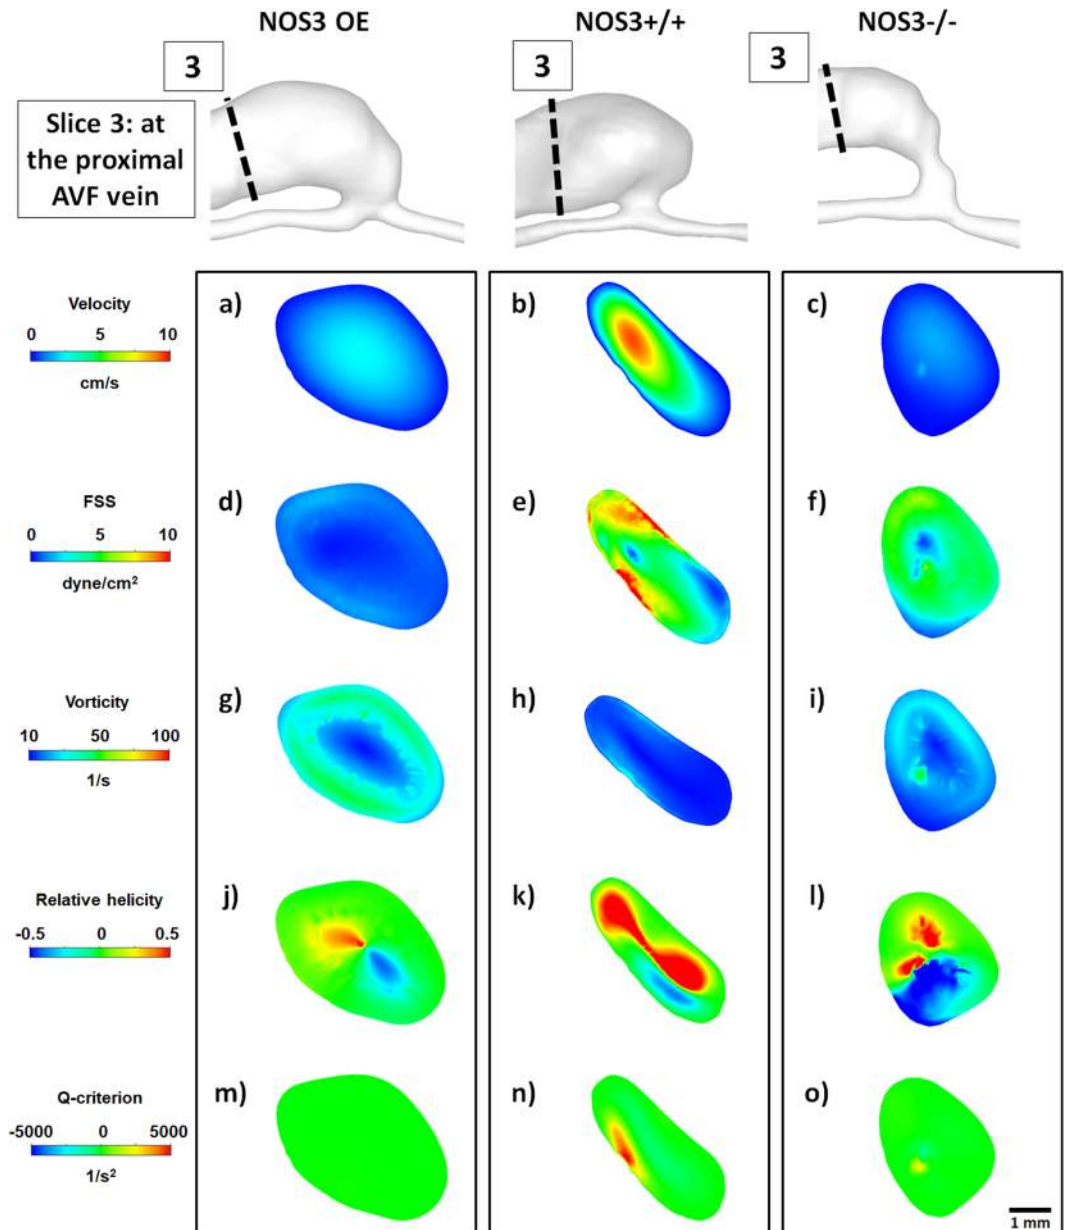 NOS3 OE NOS3+/+ NOS3-/-
3 3 3
Slice 3: at
the proximal
AVF vein
Velocity a) b) c)
0 5 10
cm/s
FSS d) e) f)
0 5 10
dyne/cm²
Vorticity g) h) i)
10 50 100
1/s
Relative helicity j) k) l)
-0.5 0 0.5
Q-criterion m) n) o)
-5000 0 5000
1/s²
1 mm